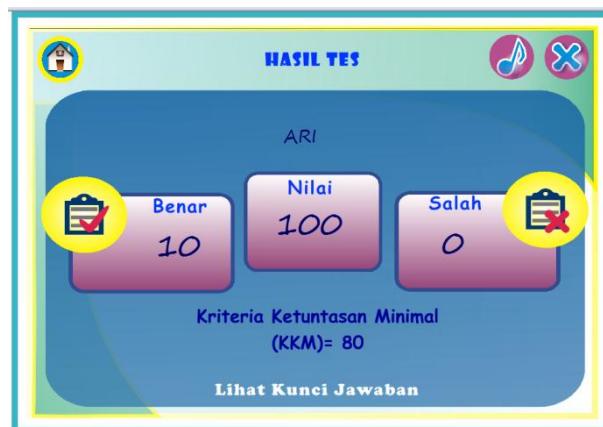 HASIL TES
ARI
Benar
10
Nilai
100
Salah
0
Kriteria Ketuntasan Minimal
(KKM)= 80
Lihat Kunci Jawaban